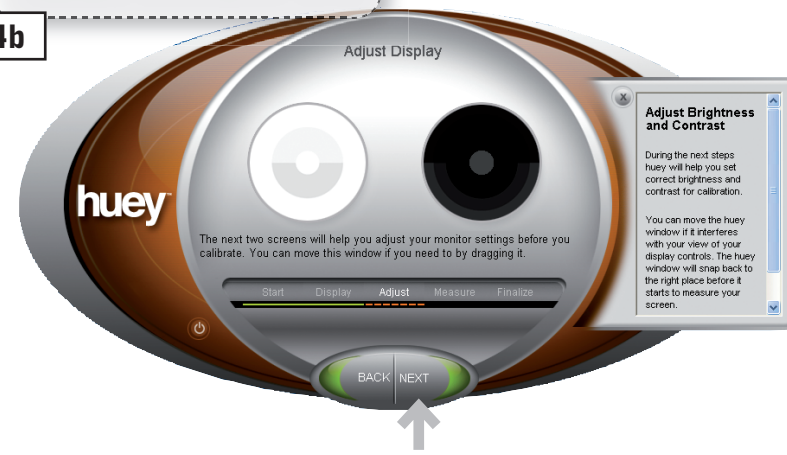 4b
Adjust Display
huey™
The next two screens will help you adjust your monitor settings before you
calibrate. You can move this window if you need to by dragging it.
Start Display Adjust Measure Finalize
BACK NEXT
X
Adjust Brightness
and Contrast
During the next steps
huey will help you set
correct brightness and
contrast for calibration.
You can move the huey
window if it interferes
with your view of your
display controls. The huey
window will snap back to
the right place before it
starts to measure your
screen.